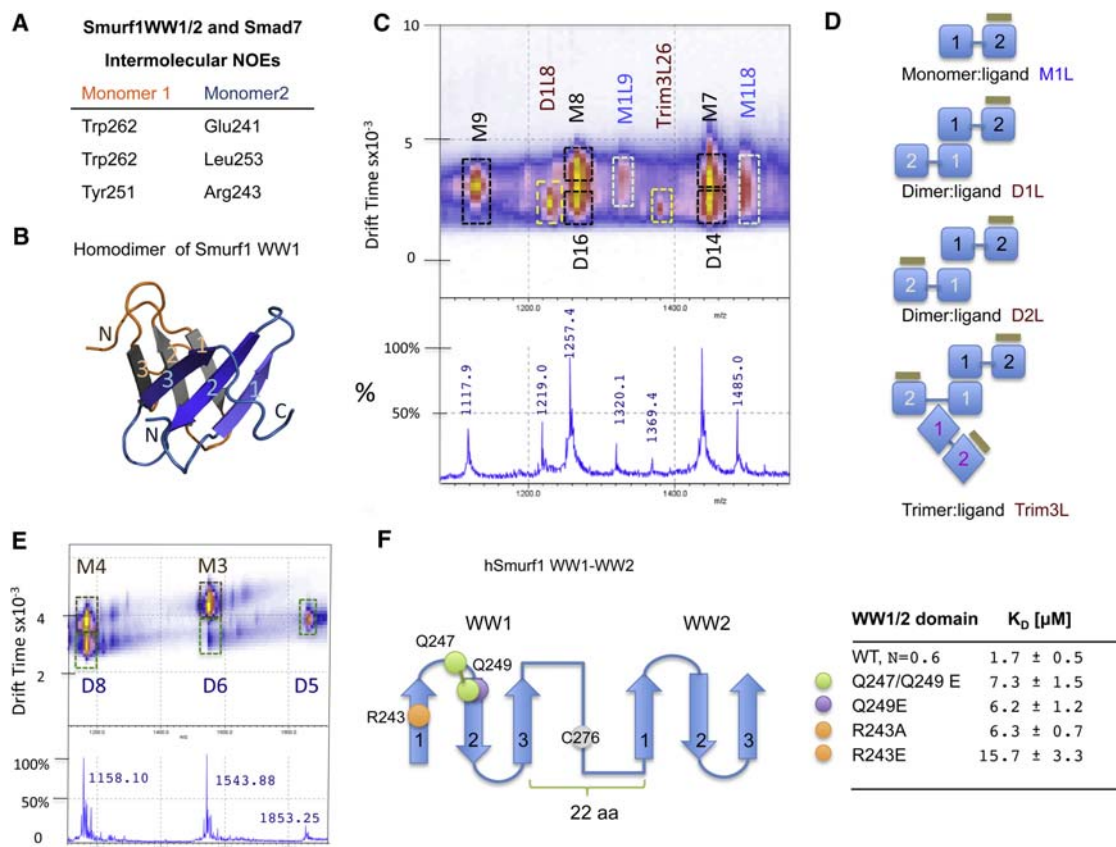 A
Smurf1WW1/2 and Smad7
Intermolecular NOEs
Monomer 1 Monomer2
Trp262 Glu241
Trp262 Leu253
Tyr251 Arg243
B
Homodimer of Smurf1 WW1
N
3
2
1
3
2
1
N
C
C
10
5
0
Drift Time sx10-3
M9
D1L8
M8
M1L9
Trim3L26
M7
M1L8
D16
D14
1200.0
1400.0
m/z
100%
50%
%
1117.9
1219.0
1257.4
1320.1
1369.4
1485.0
1200.0
1400.0
m/z
D
1 2
Monomer:ligand M1L
1 2
2 1
Dimer:ligand D1L
1 2
2 1
Dimer:ligand D2L
1 2
2 1
1
2
Trimer:ligand Trim3L
E
M4
M3
4
2
Drift Time sx10-3
D8
D6
D5
1200.0
1400.0
m/z
1600.0
1800.0
100%
50%
0
1158.10
1543.88
1853.25
F
hSmurf1 WW1-WW2
WW1
WW2
Q247
Q249
R243
C276
1 2 3 1 2 3
22 aa
WW1/2 domain KD [µM]
WT, N=0.6 1.7 ± 0.5
Q247/Q249 E 7.3 ± 1.5
Q249E 6.2 ± 1.2
R243A 6.3 ± 0.7
R243E 15.7 ± 3.3